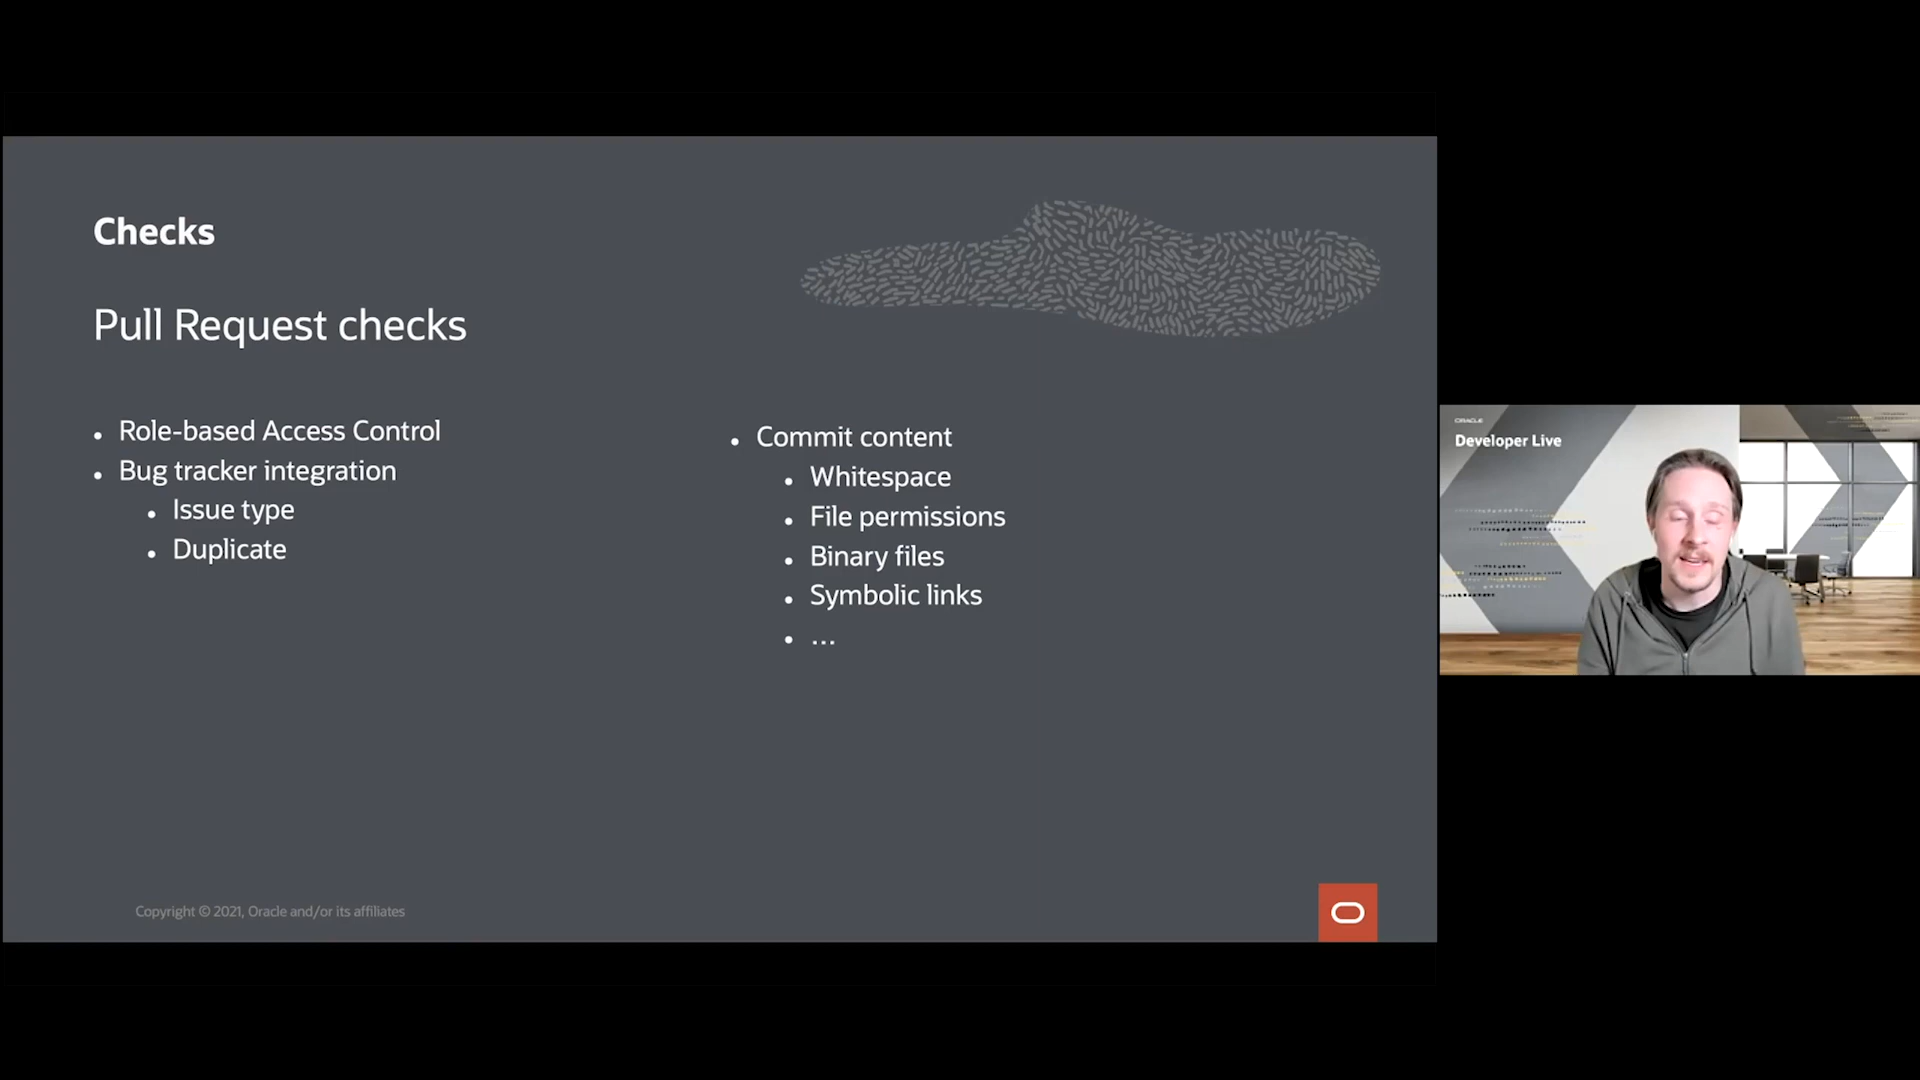 Checks
Pull Request checks
Role-based Access Control
Bug tracker integration
Issue type
Duplicate
Commit content
Whitespace
File permissions
Binary files
Symbolic links
...
Copyright © 2021, Oracle and/or its affiliates
ORACLE
Developer Live